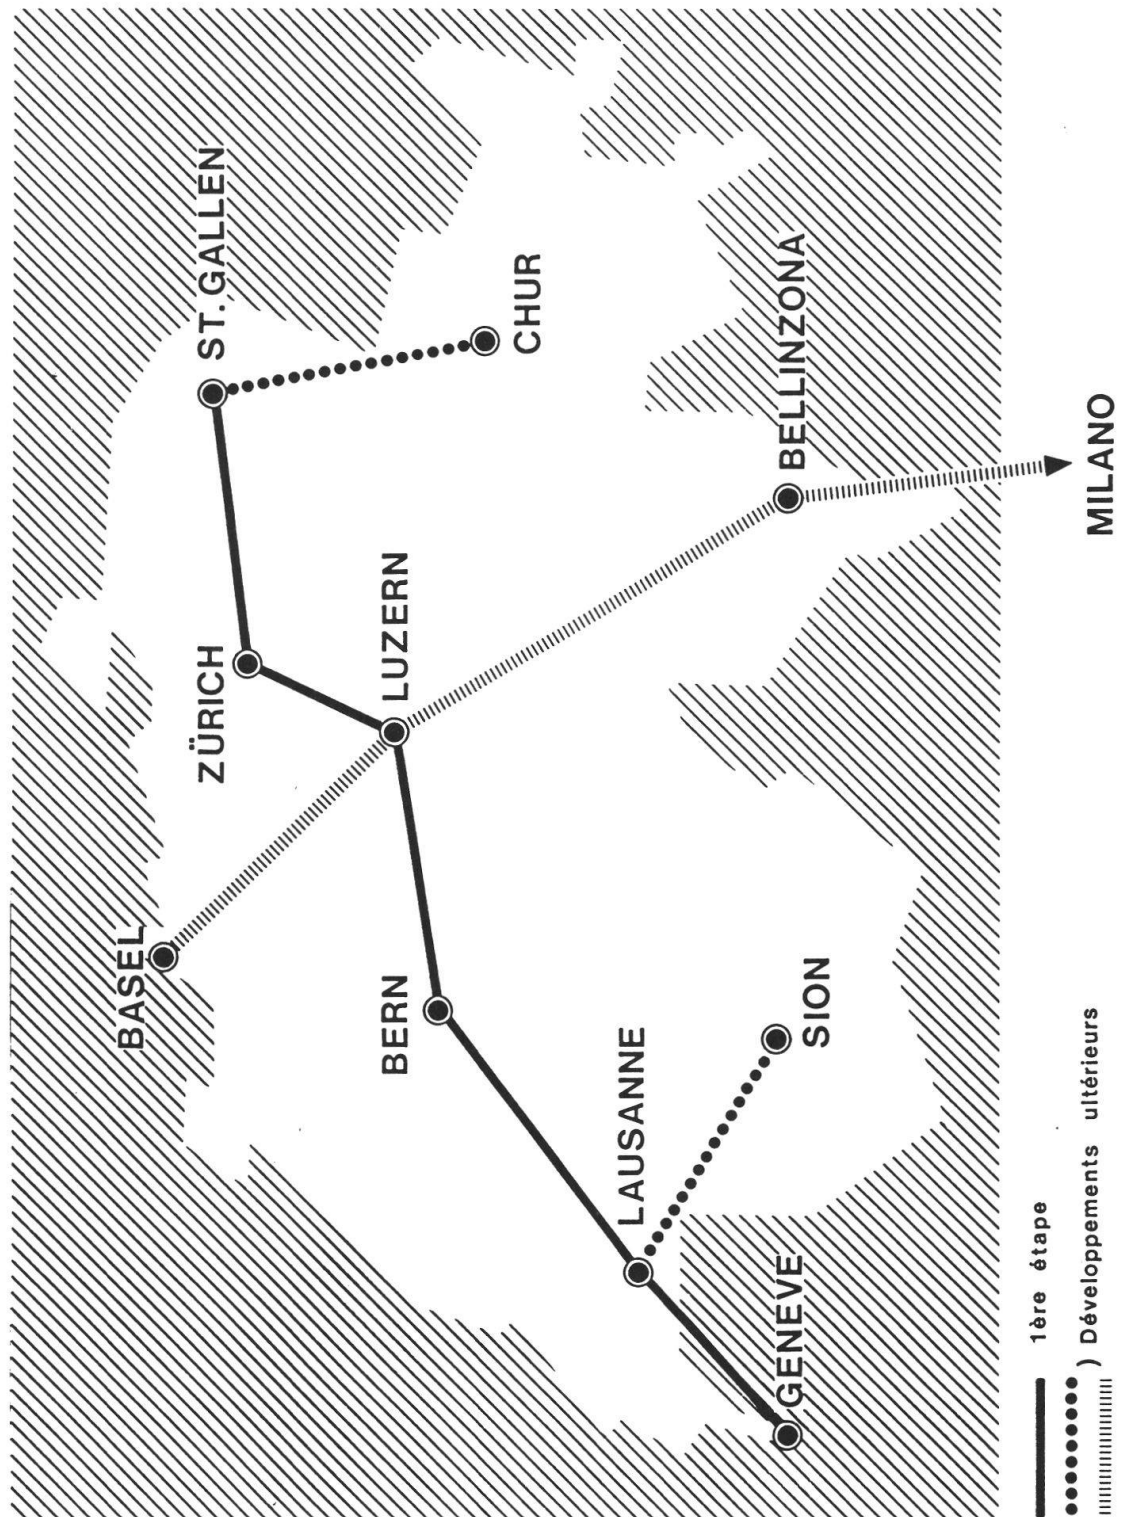 BASEL
ZÜRICH
ST. GALLEN
BERN
LUZERN
CHUR
LAUSANNE
GENEVE
SION
BELLINZONA
MILANO
1ère étape
) Développements ultérieurs